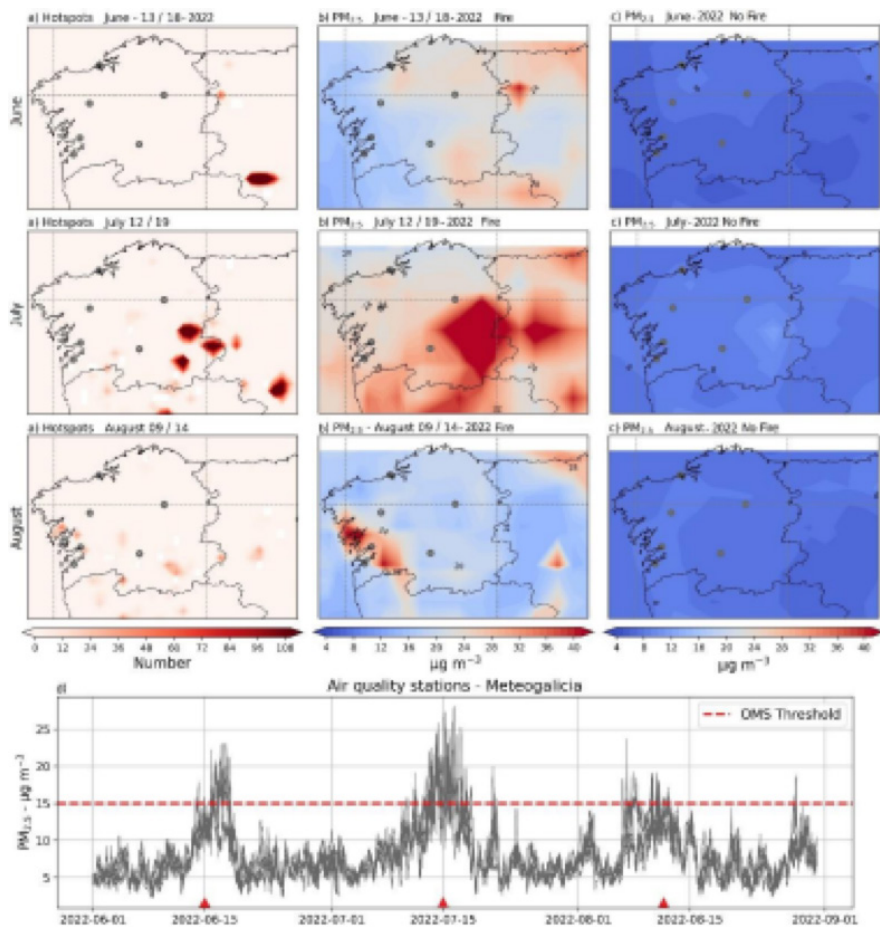 a) Hotspots June - 13 / 18-2022
b) PM2.5 June - 13 / 18-2022 Fire
c) PM2.5 June-2022 No Fire
June
a) Hotspots July 12 / 19
b) PM2.5 July 12 / 19-2022 Fire
c) PM2.5 July-2022 No Fire
July
a) Hotspots August 09 / 14
b) PM2.5 - August 09 / 14-2022 Fire
c) PM2.5 August-2022 No Fire
August
0 12 24 36 48 60 72 84 96 108
Number
4 8 12 16 20 24 28 32 36 40
µg m⁻³
4 8 12 16 20 24 28 32 36 40
µg m⁻³
d) Air quality stations - Meteogalicia
OMS Threshold
PM2.5 - µg m⁻³
25
20
15
10
5
2022-06-01 2022-06-15 2022-07-01 2022-07-15 2022-08-01 2022-08-15 2022-09-01